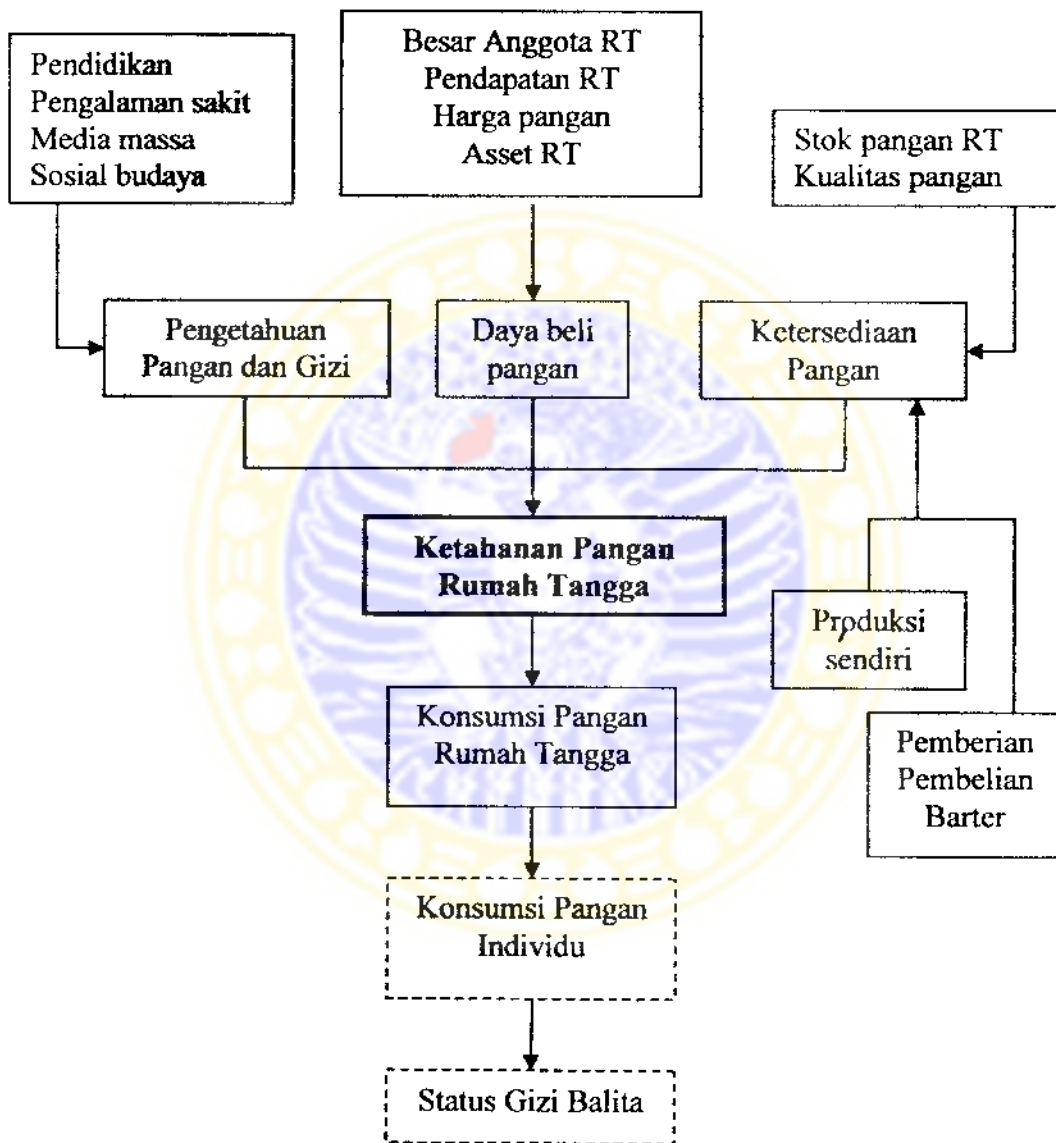 Pendidikan
Pengalaman sakit
Media massa
Sosial budaya
Besar Anggota RT
Pendapatan RT
Harga pangan
Asset RT
Stok pangan RT
Kualitas pangan
Pengetahuan
Pangan dan Gizi
Daya beli
pangan
Ketersediaan
Pangan
Ketahanan Pangan
Rumah Tangga
Produksi
sendiri
Konsumsi Pangan
Rumah Tangga
Pemberian
Pembelian
Barter
Konsumsi Pangan
Individu
Status Gizi Balita